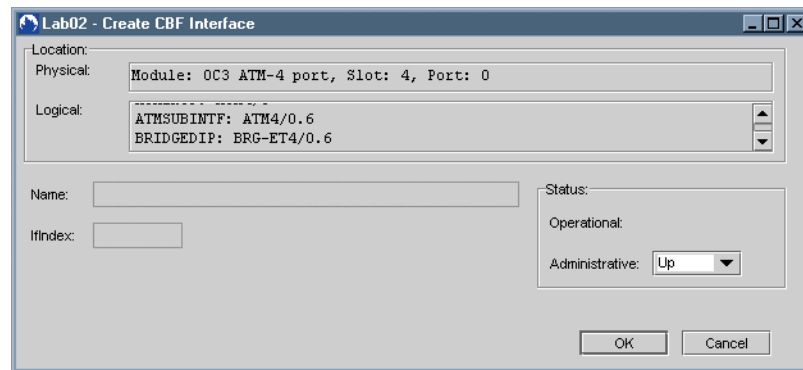 Lab02 - Create CBF Interface
Location:
Physical: Module: OC3 ATM-4 port, Slot: 4, Port: 0
Logical:
ATMSUBINTF: ATM4/0.6
BRIDGEDIP: BRG-ET4/0.6
Name: Status:
Operational:
IfIndex:
Administrative: Up
OK Cancel